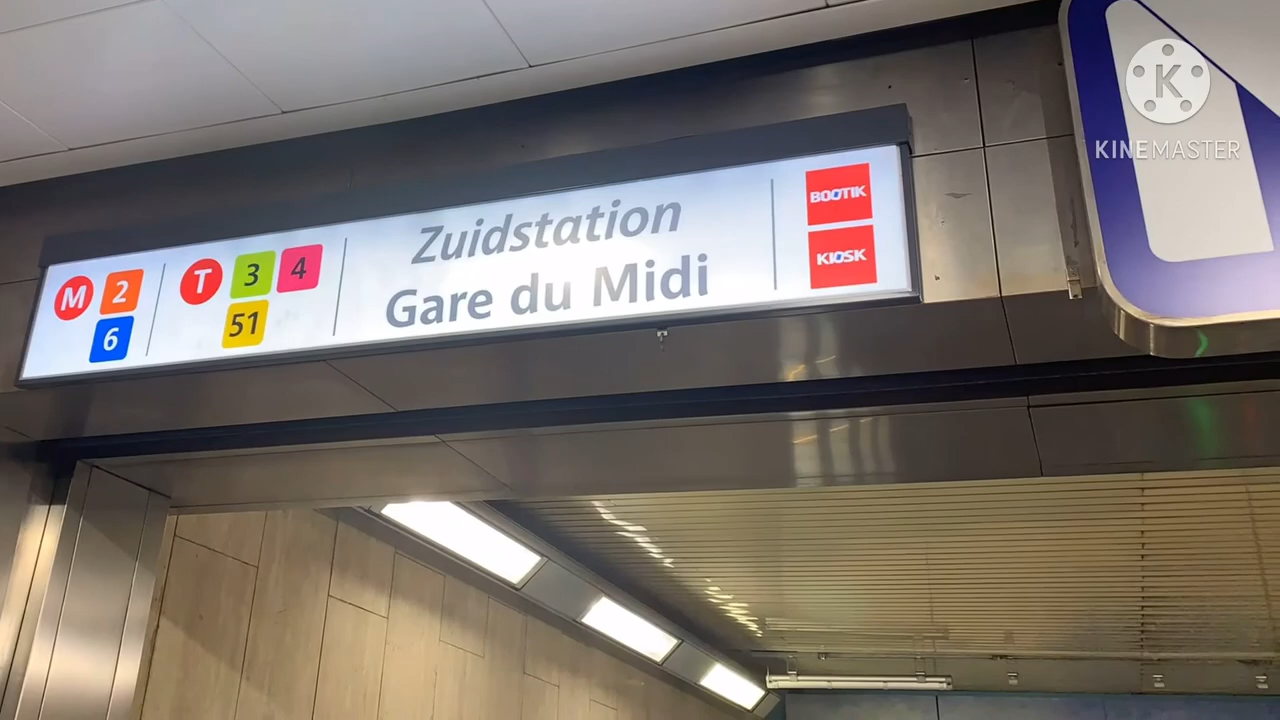 M 2
6
T 3 4
51
Zuidstation
Gare du Midi
BOOTIK
KIOSK
K
KINEMASTER